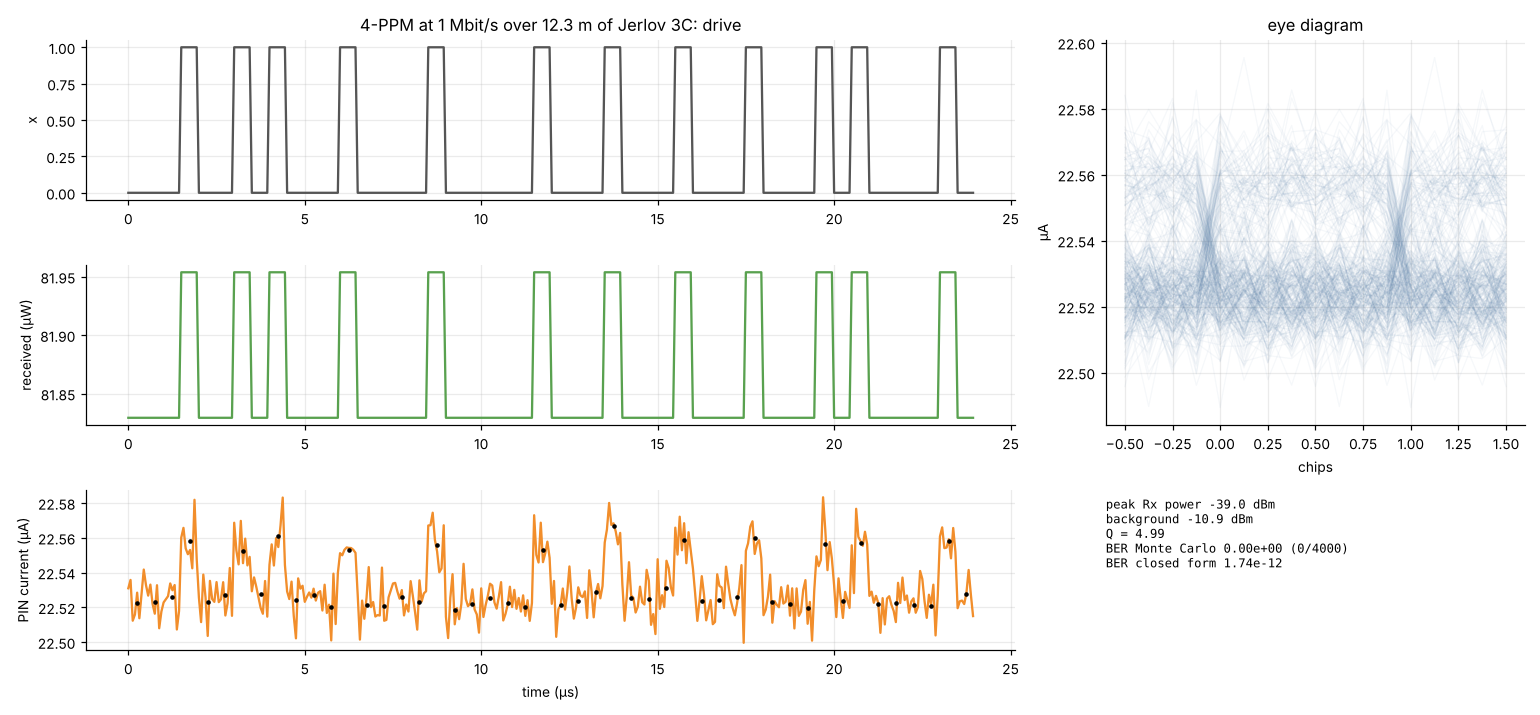 4-PPM at 1 Mbit/s over 12.3 m of Jerlov 3C: drive
x
1.00
0.75
0.50
0.25
0.00
0 5 10 15 20 25
received (µW)
81.95
81.90
81.85
0 5 10 15 20 25
PIN current (µA)
22.58
22.56
22.54
22.52
22.50
0 5 10 15 20 25
time (µs)
eye diagram
µA
22.60
22.58
22.56
22.54
22.52
22.50
−0.50 −0.25 0.00 0.25 0.50 0.75 1.00 1.25 1.50
chips
peak Rx power -39.0 dBm
background -10.9 dBm
Q = 4.99
BER Monte Carlo 0.00e+00 (0/4000)
BER closed form 1.74e-12